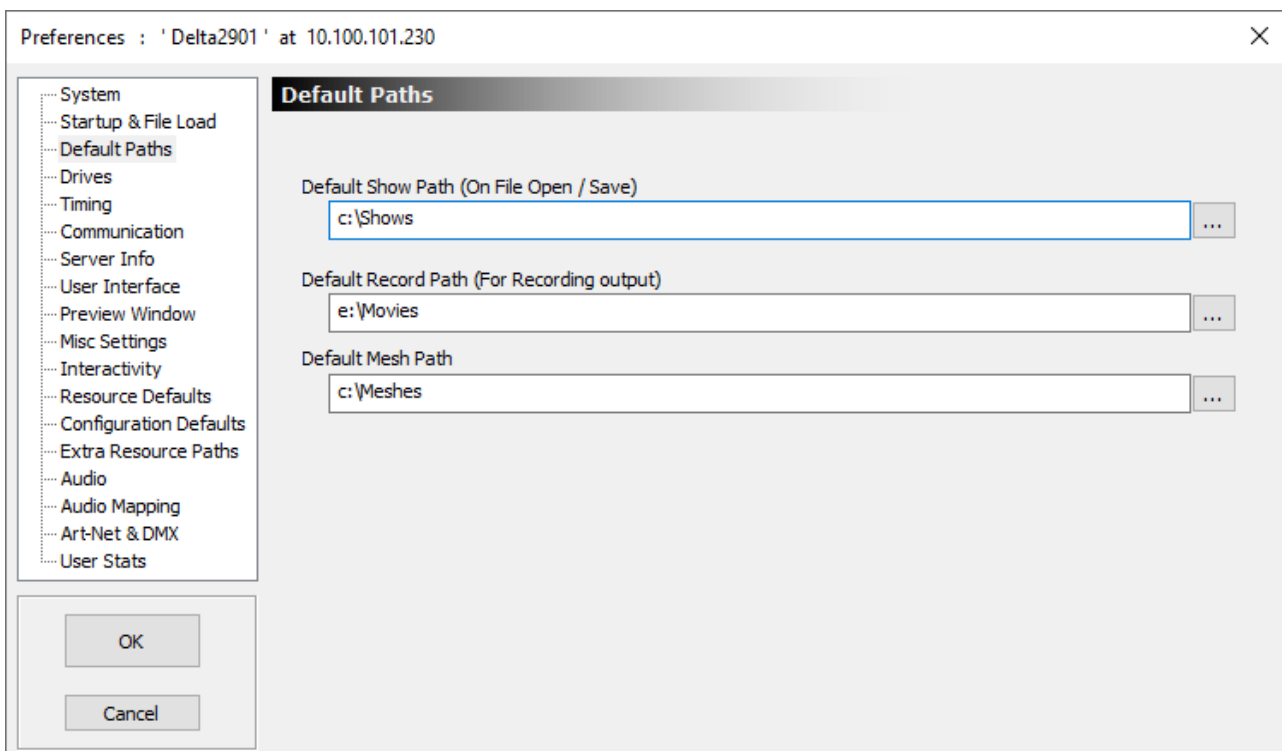 Preferences : 'Delta2901' at 10.100.101.230
System
Startup & File Load
Default Paths
Drives
Timing
Communication
Server Info
User Interface
Preview Window
Misc Settings
Interactivity
Resource Defaults
Configuration Defaults
Extra Resource Paths
Audio
Audio Mapping
Art-Net & DMX
User Stats
OK
Cancel
Default Paths
Default Show Path (On File Open / Save)
c:\Shows
...
Default Record Path (For Recording output)
e:\Movies
...
Default Mesh Path
c:\Meshes
...